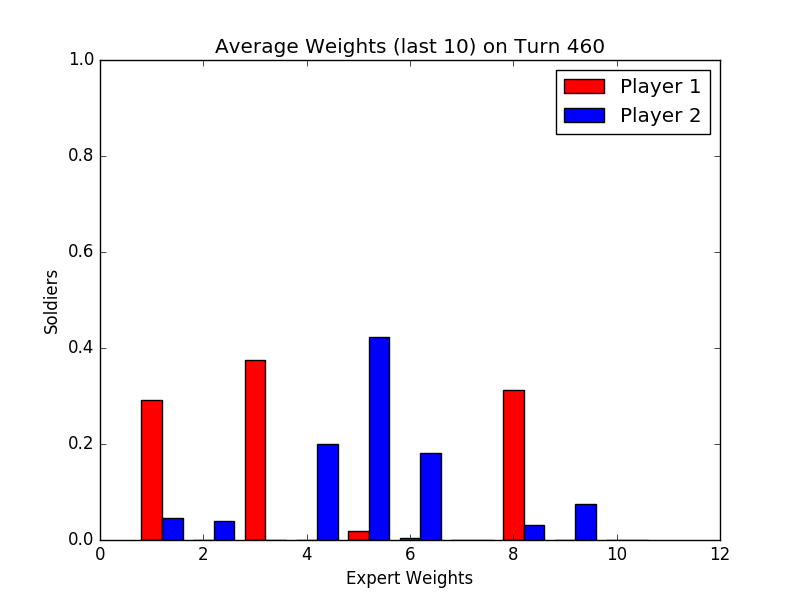 Average Weights (last 10) on Turn 460
1.0
Player 1
Player 2
0.8
0.6
Soldiers
0.4
0.2
0.0
0 2 4 6 8 10 12
Expert Weights